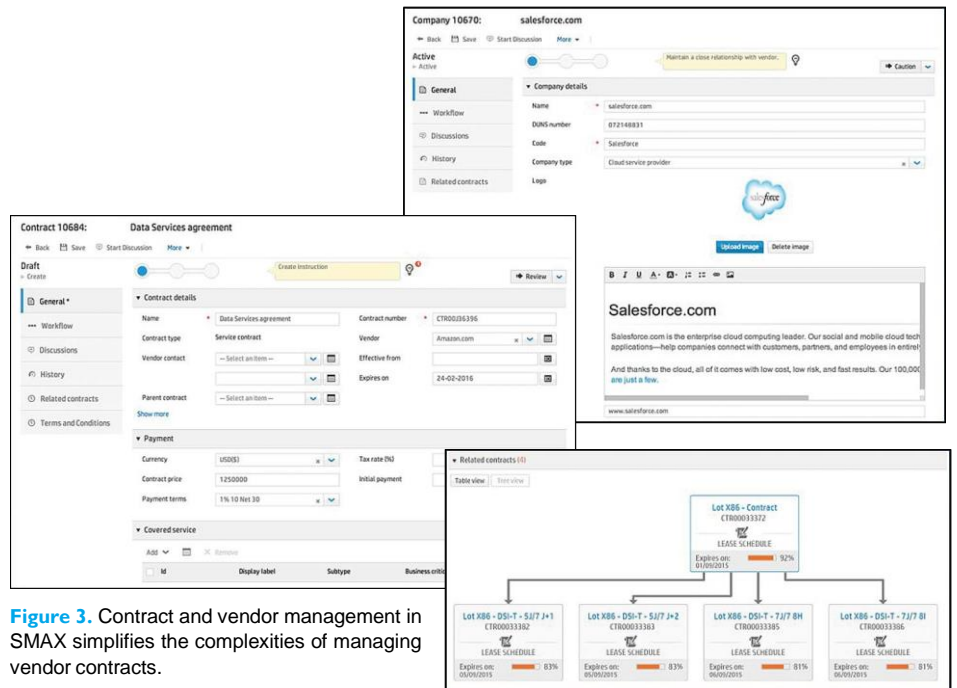 Company 10670: salesforce.com
Back Save Start Discussion More
Active
Active
Maintain a close relationship with vendor.
Caution
General
Workflow
Discussions
History
Related contracts
Company details
Name * salesforce.com
DUNS number 072148831
Code * Salesforce
Company type Cloud service provider
Logo
salesforce
Upload image Delete image
B I U A
Salesforce.com
Salesforce.com is the enterprise cloud computing leader. Our social and mobile cloud tech
applications—help companies connect with customers, partners, and employees in entirel
And thanks to the cloud, all of it comes with low cost, low risk, and fast results. Our 100,000
are just a few.
www.salesforce.com
Contract 10684: Data Services agreement
Back Save Start Discussion More
Draft
Create
Create Instruction
Review
General *
Workflow
Discussions
History
Related contracts
Terms and Conditions
Contract details
Name * Data Services agreement Contract number * CTR00J36396
Contract type Service contract Vendor Amazon.com
Vendor contact -- Select an item -- Effective from
Expires on 24-02-2016
Parent contract -- Select an item --
Show more
Payment
Currency USD($) Tax rate (%)
Contract price 1250000 Initial payment
Payment terms 1% 10 Net 30
Covered service
Add Remove
Id Display label Subtype Business critic
Related contracts (4)
Table view Tree view
Lot X86 - Contract
CTR00033372
LEASE SCHEDULE
Expires on: 92%
01/09/2015
Lot X86 - DSI-T - 5J/7 J+1 Lot X86 - DSI-T - 5J/7 J+2 Lot X86 - DSI-T - 7J/7 8H Lot X86 - DSI-T - 7J/7 8I
CTR00033382 CTR00033383 CTR00033385 CTR00033386
LEASE SCHEDULE LEASE SCHEDULE LEASE SCHEDULE LEASE SCHEDULE
Expires on: 83% Expires on: 83% Expires on: 81% Expires on: 81%
05/09/2015 05/09/2015 06/09/2015 06/09/2015
Figure 3. Contract and vendor management in
SMAX simplifies the complexities of managing
vendor contracts.